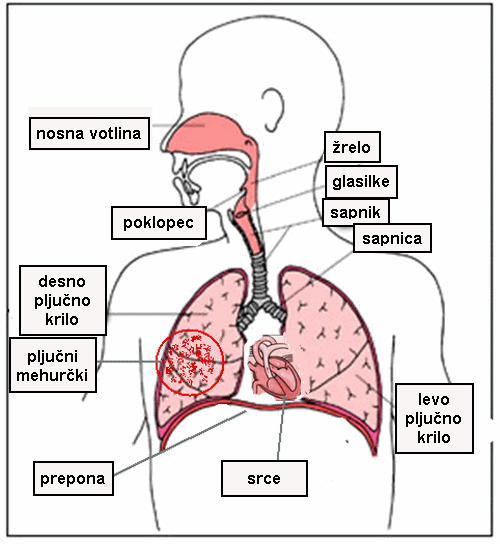 nosna votlina
žrelo
glasilke
poklopec
sapnik
sapnica
desno
pljučno
krilo
pljučni
mehurčki
levo
pljučno
krilo
prepona
srce